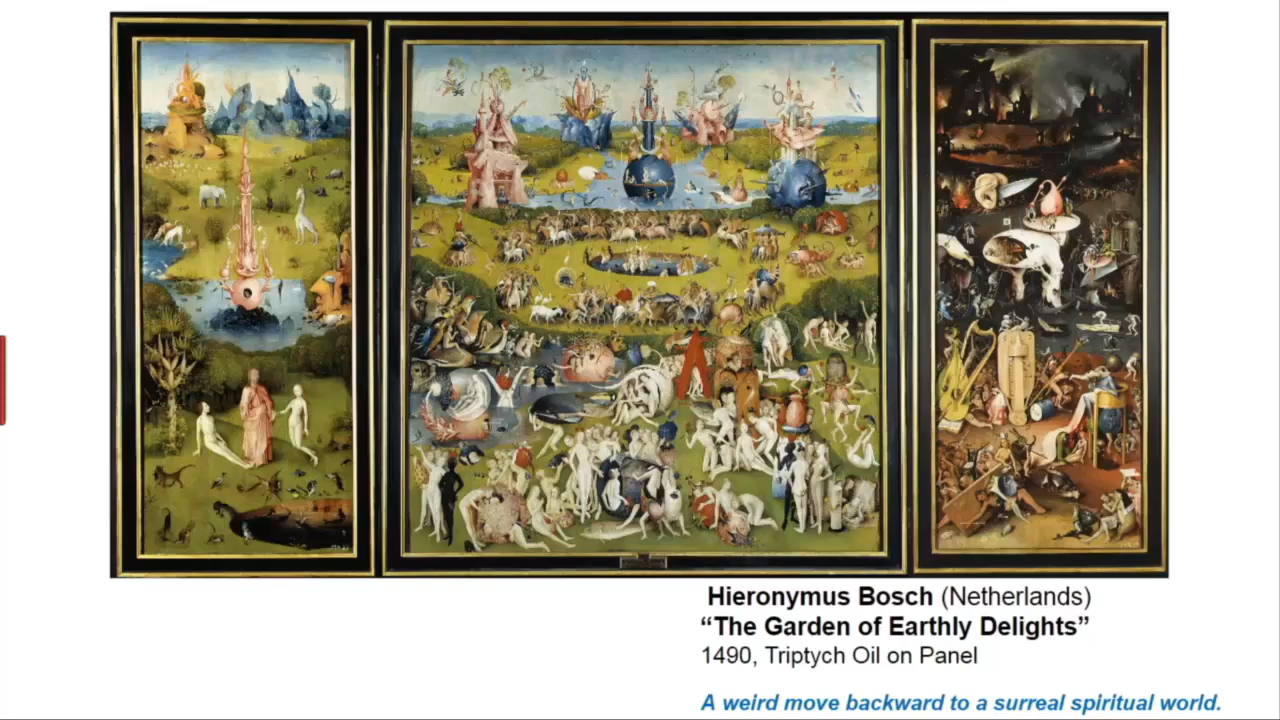 Hieronymus Bosch (Netherlands)
“The Garden of Earthly Delights”
1490, Triptych Oil on Panel
A weird move backward to a surreal spiritual world.